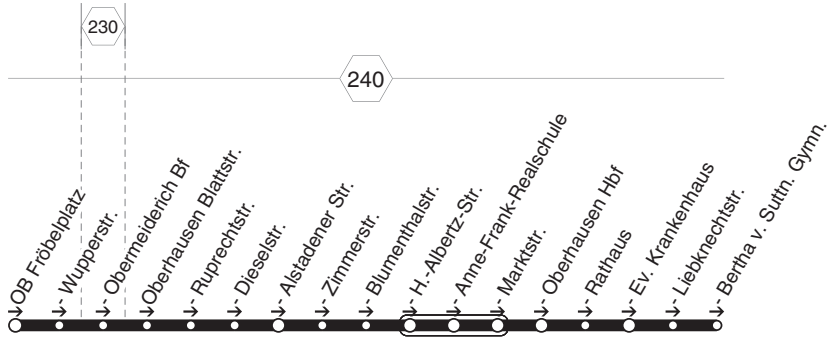 230
240
OB Fröbelplatz
Wupperstr.
Obermeiderich Bf
Oberhausen Blattstr.
Ruprechtstr.
Dieselstr.
Alstadener Str.
Zimmerstr.
Blumenthalstr.
H.-Albertz-Str.
Anne-Frank-Realschule
Marktstr.
Oberhausen Hbf
Rathaus
Ev. Krankenhaus
Liebknechtstr.
Bertha v. Suttn. Gymn.